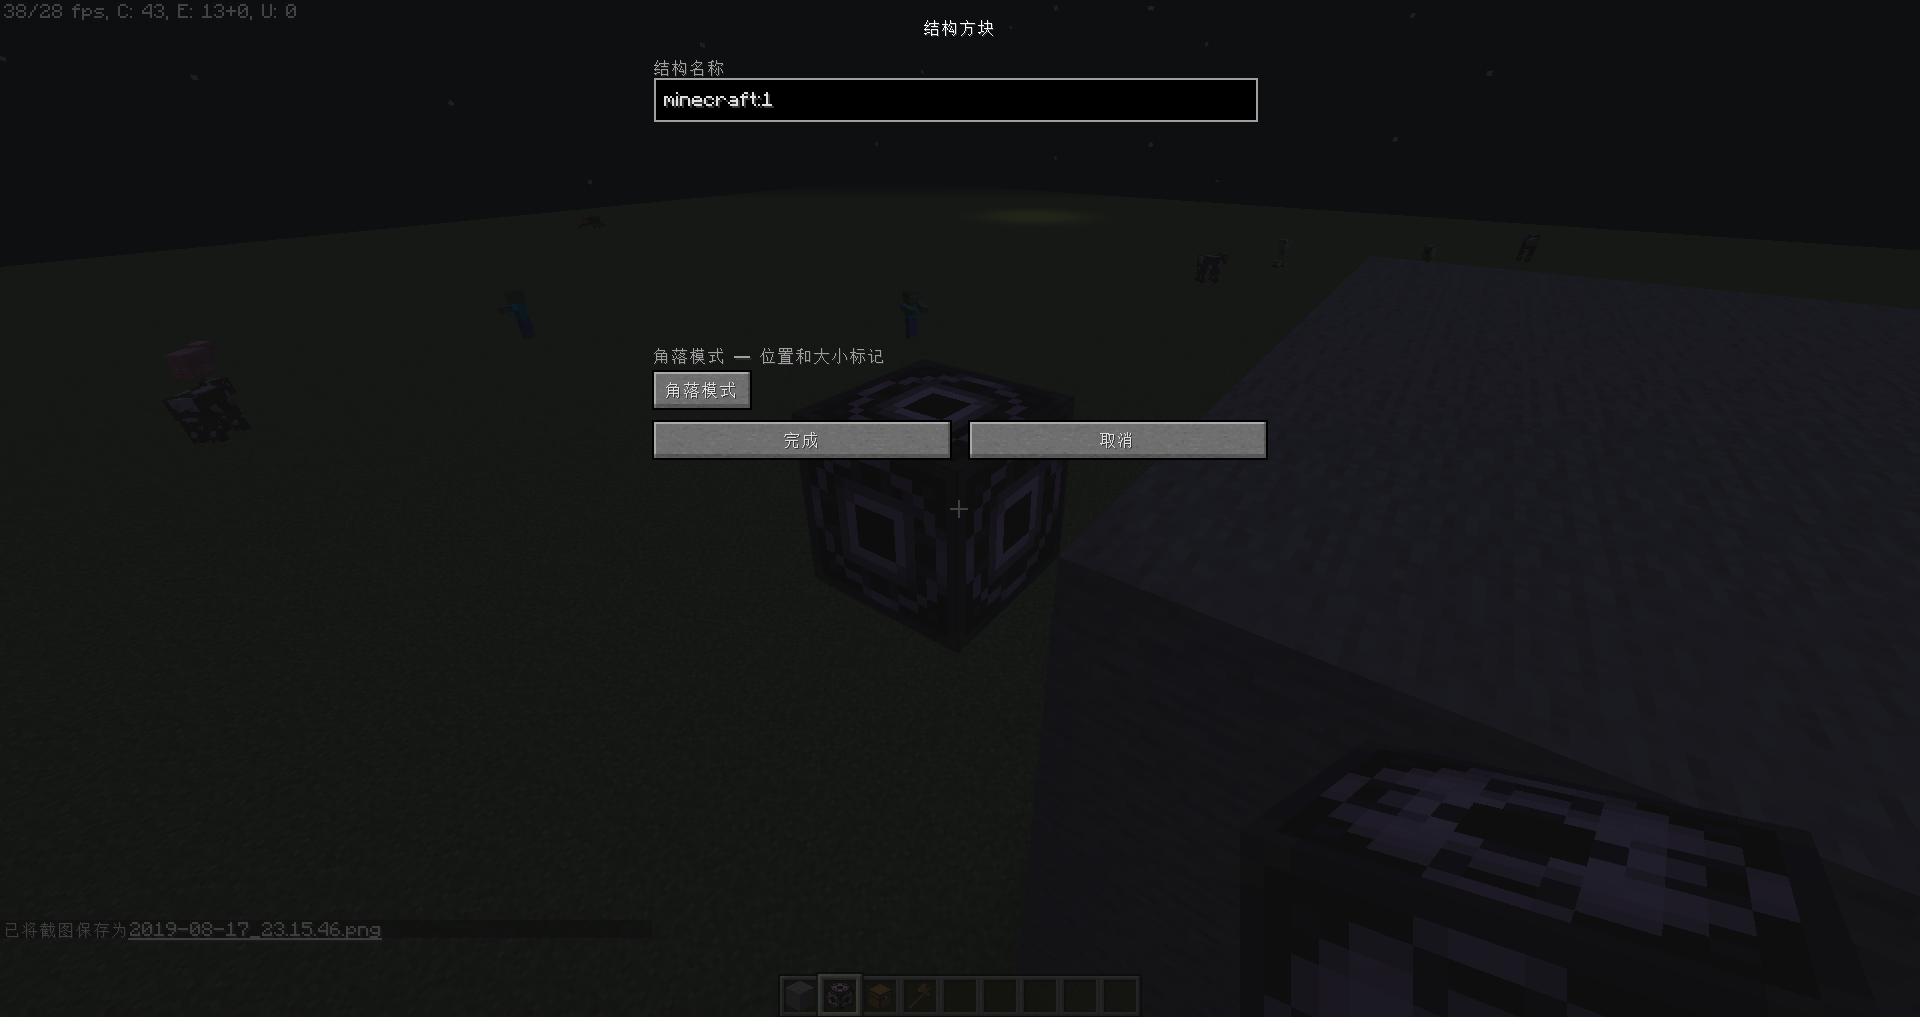 38/28 fps, C: 43, E: 13+0, U: 0
结构方块
结构名称
minecraft:1
角落模式 — 位置和大小标记
角落模式
完成
取消
已将截图保存为2019-08-17_23.15.46.png